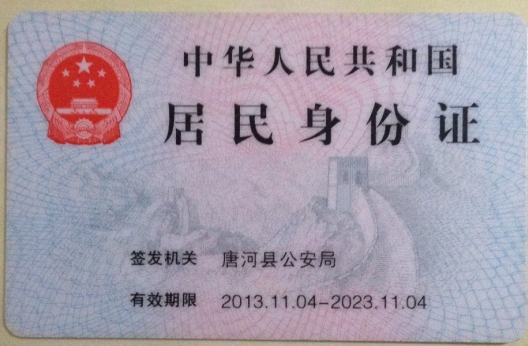 中华人民共和国
居民身份证
签发机关 唐河县公安局
有效期限 2013.11.04-2023.11.04